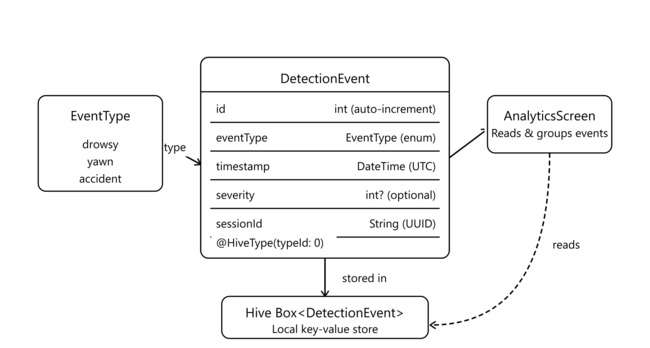 EventType
drowsy
yawn
accident
type
DetectionEvent
id int (auto-increment)
eventType EventType (enum)
timestamp DateTime (UTC)
severity int? (optional)
sessionId String (UUID)
@HiveType(typeId: 0)
AnalyticsScreen
Reads & groups events
reads
stored in
Hive Box<DetectionEvent>
Local key-value store